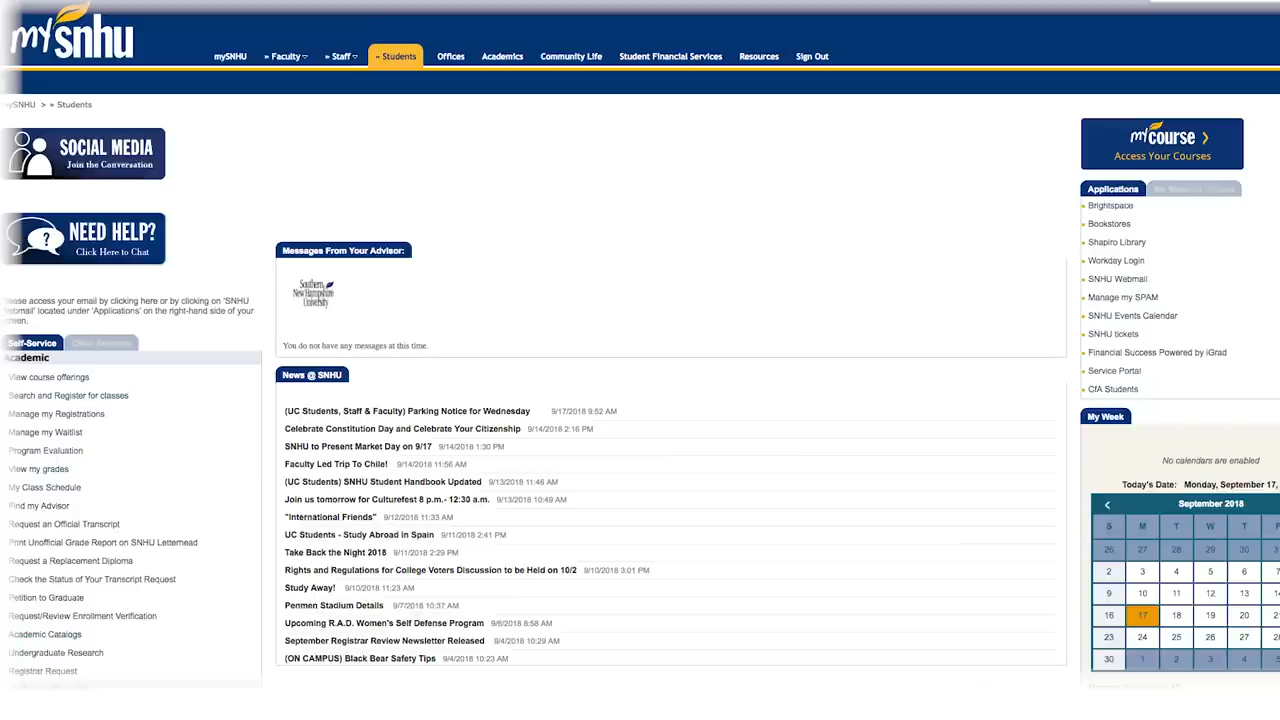 mysnhu
mySNHU
» Faculty
» Staff
» Students
Offices
Academics
Community Life
Student Financial Services
Resources
Sign Out
mySNHU > » Students
SOCIAL MEDIA
Join the Conversation
NEED HELP?
Click Here to Chat
ease access your email by clicking here or by clicking on 'SNHU
ebmail' located under 'Applications' on the right-hand side of your
creen.
Self-Service
Academic
View course offerings
Search and Register for classes
Manage my Registrations
Manage my Waitlist
Program Evaluation
View my grades
My Class Schedule
Find my Advisor
Request an Official Transcript
Print Unofficial Grade Report on SNHU Letterhead
Request a Replacement Diploma
Check the Status of Your Transcript Request
Petition to Graduate
Request/Review Enrollment Verification
Academic Catalogs
Undergraduate Research
Registrar Request
Messages From Your Advisor:
Southern
New Hampshire
University
You do not have any messages at this time.
News @ SNHU
(UC Students, Staff & Faculty) Parking Notice for Wednesday 9/17/2018 9:52 AM
Celebrate Constitution Day and Celebrate Your Citizenship 9/14/2018 2:16 PM
SNHU to Present Market Day on 9/17 9/14/2018 1:30 PM
Faculty Led Trip To Chile! 9/14/2018 11:56 AM
(UC Students) SNHU Student Handbook Updated 9/13/2018 11:46 AM
Join us tomorrow for Culturefest 8 p.m.- 12:30 a.m. 9/13/2018 10:49 AM
"International Friends" 9/12/2018 11:33 AM
UC Students - Study Abroad in Spain 9/11/2018 2:41 PM
Take Back the Night 2018 9/11/2018 2:29 PM
Rights and Regulations for College Voters Discussion to be Held on 10/2 9/10/2018 3:01 PM
Study Away! 9/10/2018 11:23 AM
Penmen Stadium Details 9/7/2018 10:37 AM
Upcoming R.A.D. Women's Self Defense Program 9/6/2018 8:58 AM
September Registrar Review Newsletter Released 9/4/2018 10:29 AM
(ON CAMPUS) Black Bear Safety Tips 9/4/2018 10:23 AM
mycourse >
Access Your Courses
Applications
Brightspace
Bookstores
Shapiro Library
Workday Login
SNHU Webmail
Manage my SPAM
SNHU Events Calendar
SNHU tickets
Financial Success Powered by iGrad
Service Portal
CfA Students
My Week
No calendars are enabled
Today's Date: Monday, September 17,
< September 2018
S M T W T F
26 27 28 29 30 3
2 3 4 5 6 7
9 10 11 12 13 14
16 17 18 19 20 21
23 24 25 26 27 28
30 1 2 3 4 5